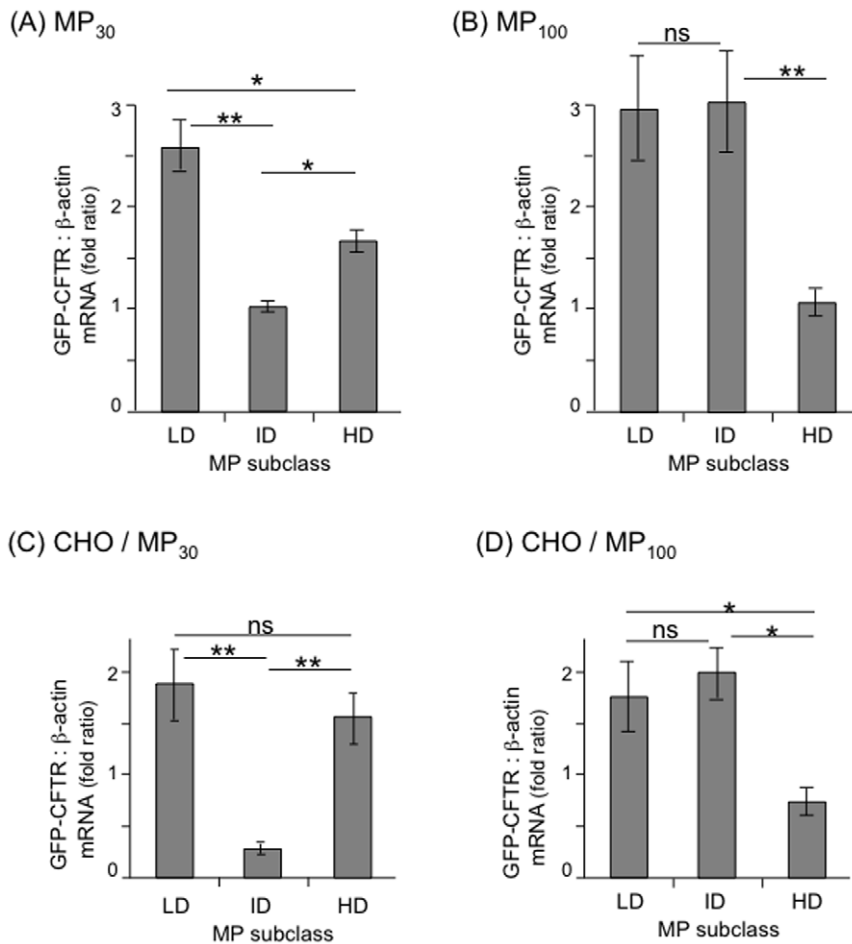 (A) MP30
*
**
*
3
2
1
0
GFP-CFTR : β-actin
mRNA (fold ratio)
LD ID HD
MP subclass
(B) MP100
ns
**
3
2
1
0
GFP-CFTR : β-actin
mRNA (fold ratio)
LD ID HD
MP subclass
(C) CHO / MP30
ns
** **
2
1
0
GFP-CFTR : β-actin
mRNA (fold ratio)
LD ID HD
MP subclass
(D) CHO / MP100
*
ns *
2
1
0
GFP-CFTR : β-actin
mRNA (fold ratio)
LD ID HD
MP subclass